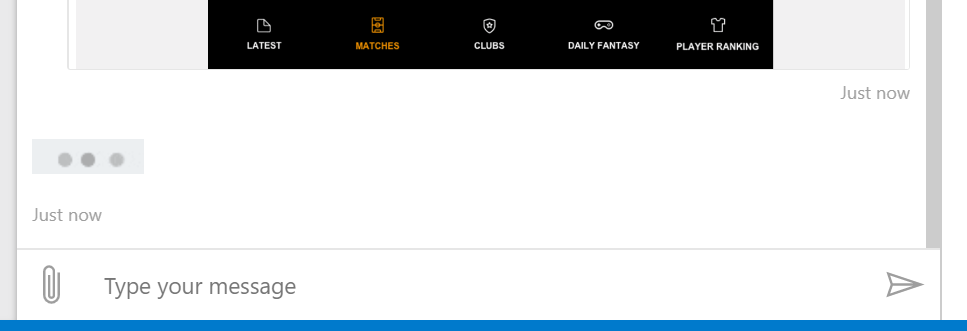 LATEST MATCHES CLUBS DAILY FANTASY PLAYER RANKING
Just now
Just now
Type your message